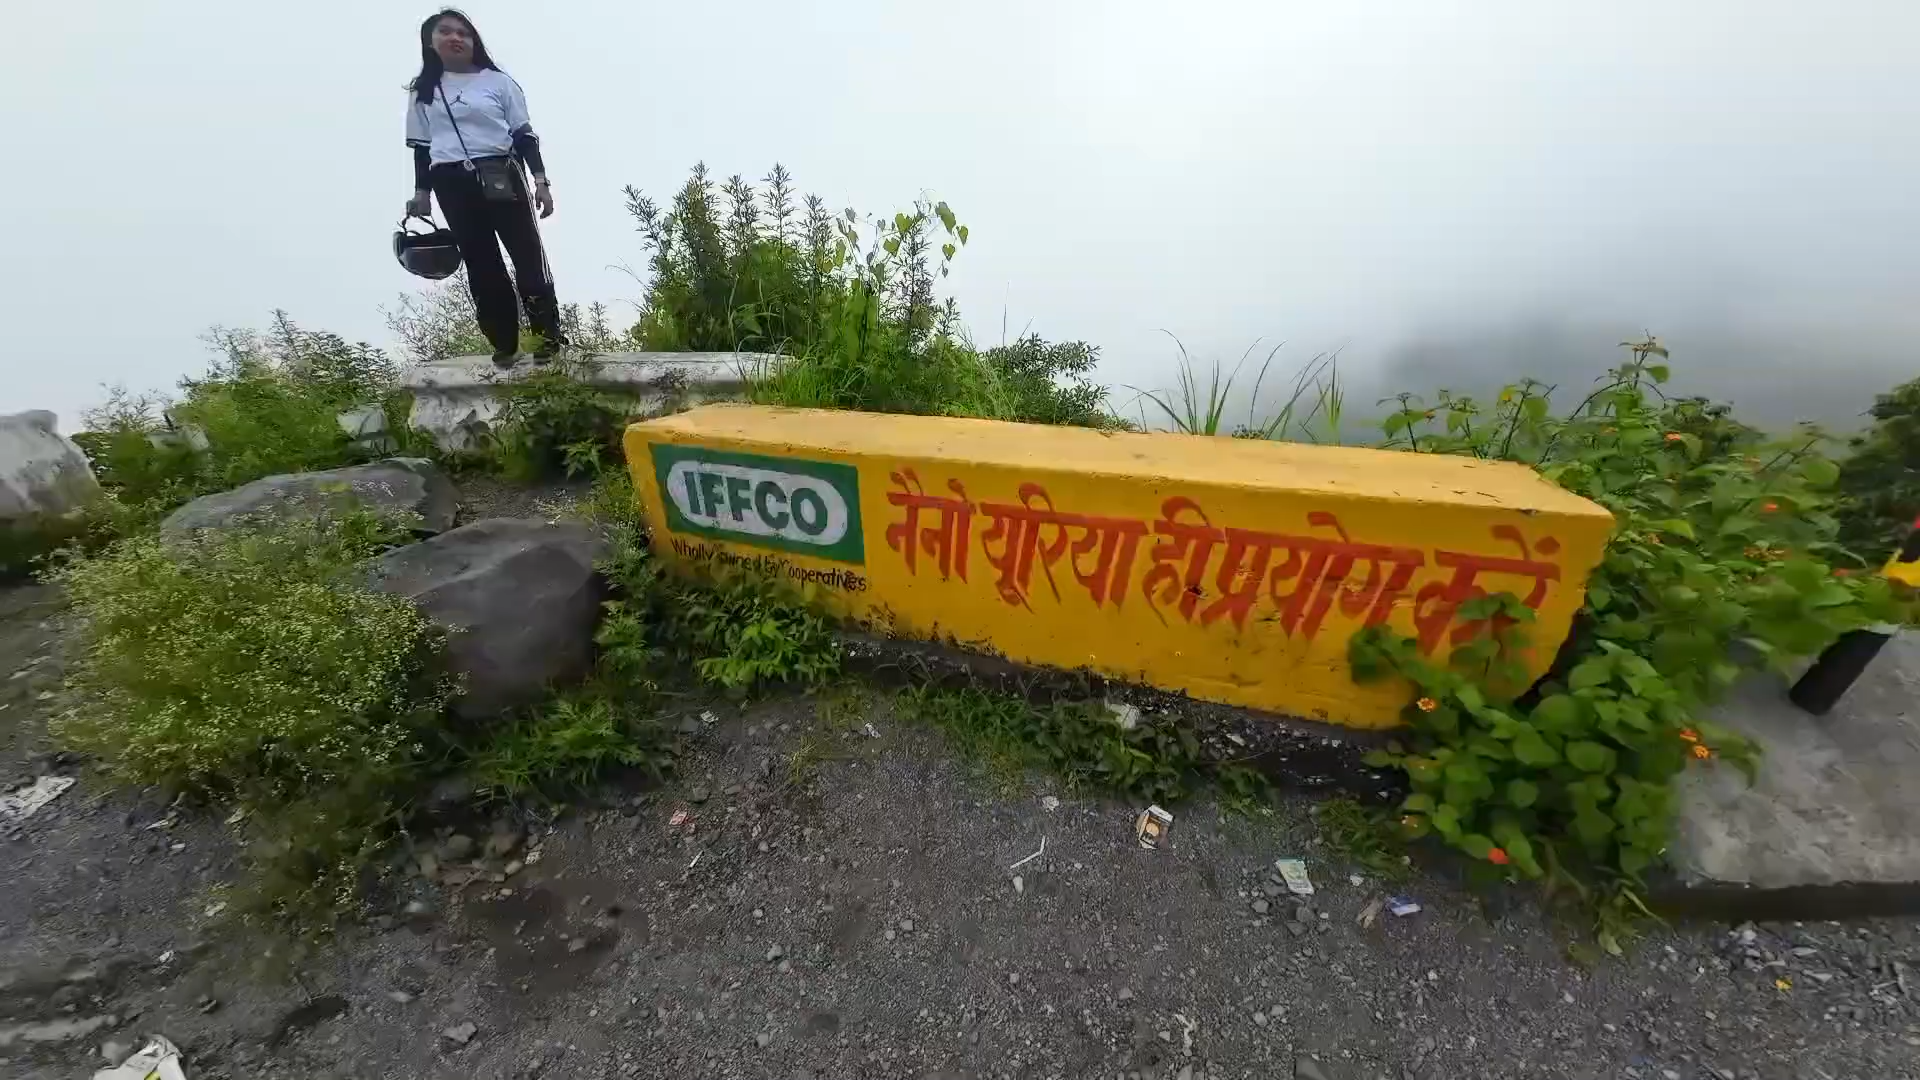 IFFCO
Wholly owned by Cooperatives
नैनो यूरिया ही प्रयोग करें